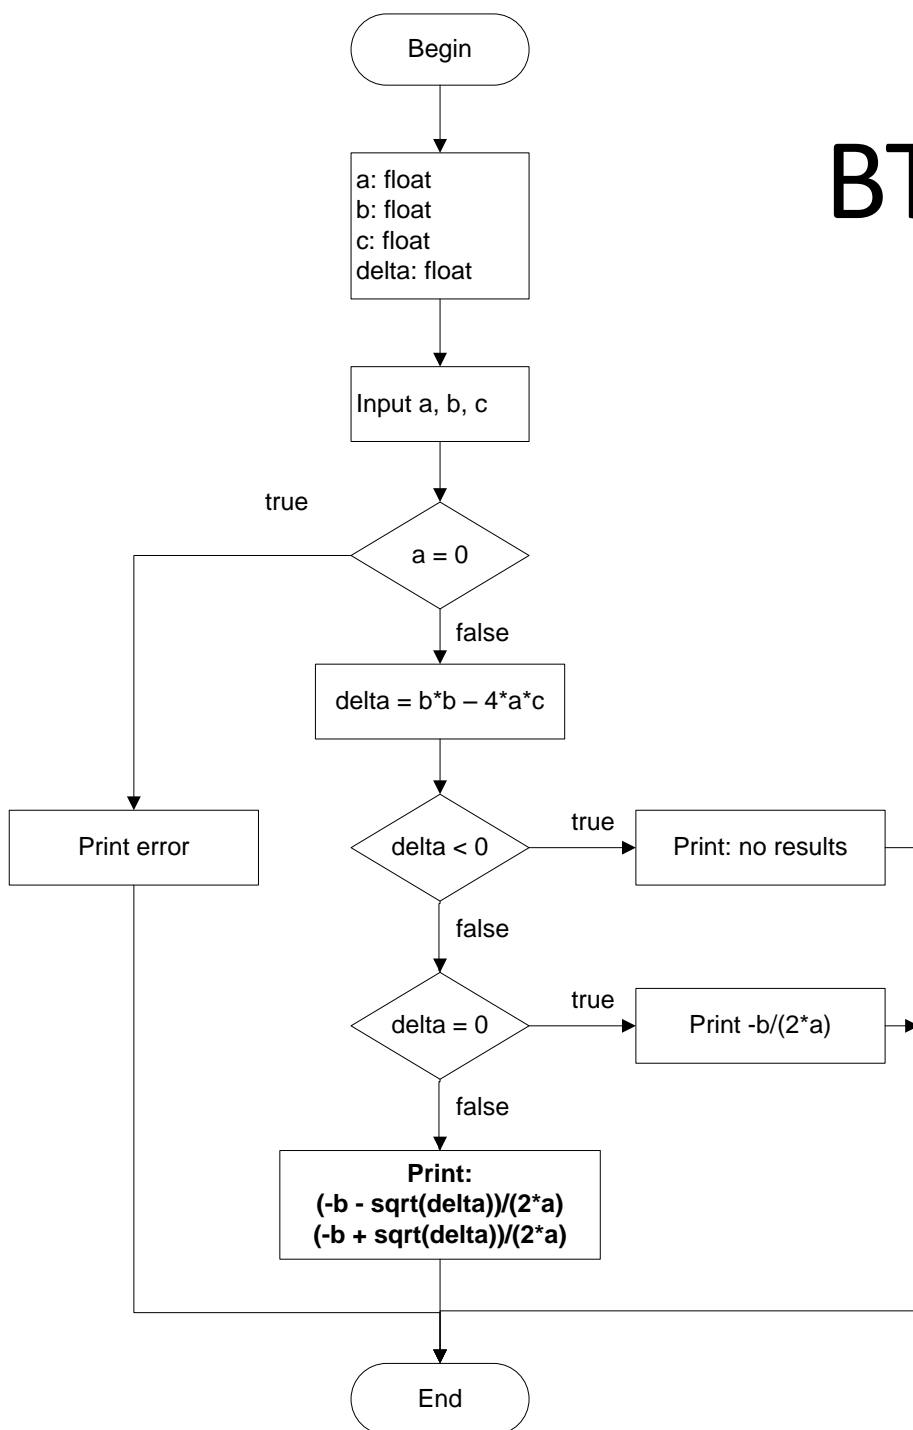 Begin
BT
a: float
b: float
c: float
delta: float
Input a, b, c
true
a = 0
false
delta = b*b – 4*a*c
Print error
delta < 0
true
Print: no results
false
delta = 0
true
Print -b/(2*a)
false
Print:
(-b - sqrt(delta))/(2*a)
(-b + sqrt(delta))/(2*a)
End